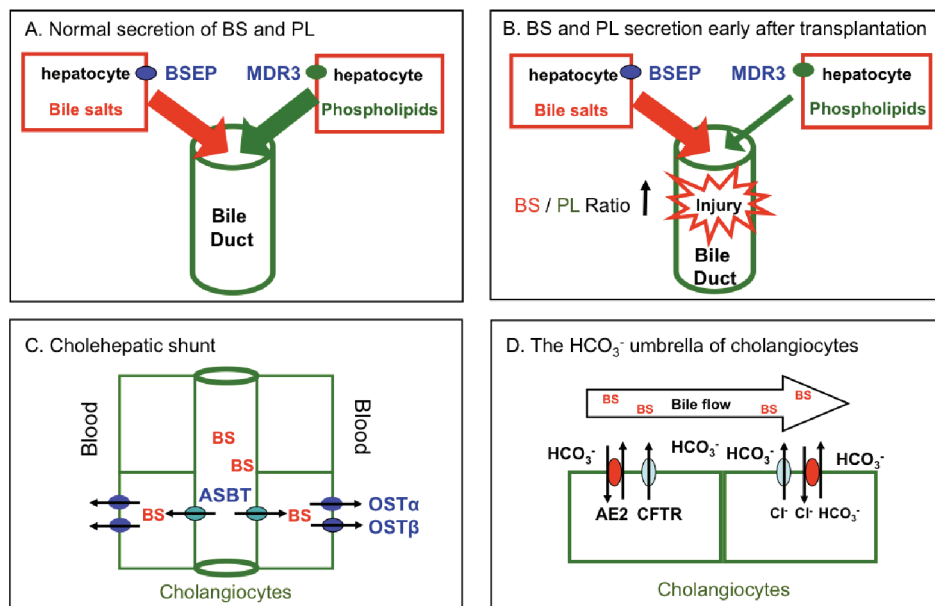 A. Normal secretion of BS and PL
hepatocyte
BSEP
MDR3
hepatocyte
Bile salts
Phospholipids
Bile
Duct
B. BS and PL secretion early after transplantation
hepatocyte
BSEP
MDR3
hepatocyte
Bile salts
Phospholipids
BS / PL Ratio
Injury
Bile
Duct
C. Cholehepatic shunt
Blood
Blood
BS
BS
ASBT
BS
BS
OSTα
OSTβ
Cholangiocytes
D. The HCO₃⁻ umbrella of cholangiocytes
BS
BS
Bile flow
BS
BS
HCO₃⁻
HCO₃⁻
HCO₃⁻
HCO₃⁻
AE2
CFTR
Cl⁻
Cl⁻
HCO₃⁻
Cholangiocytes